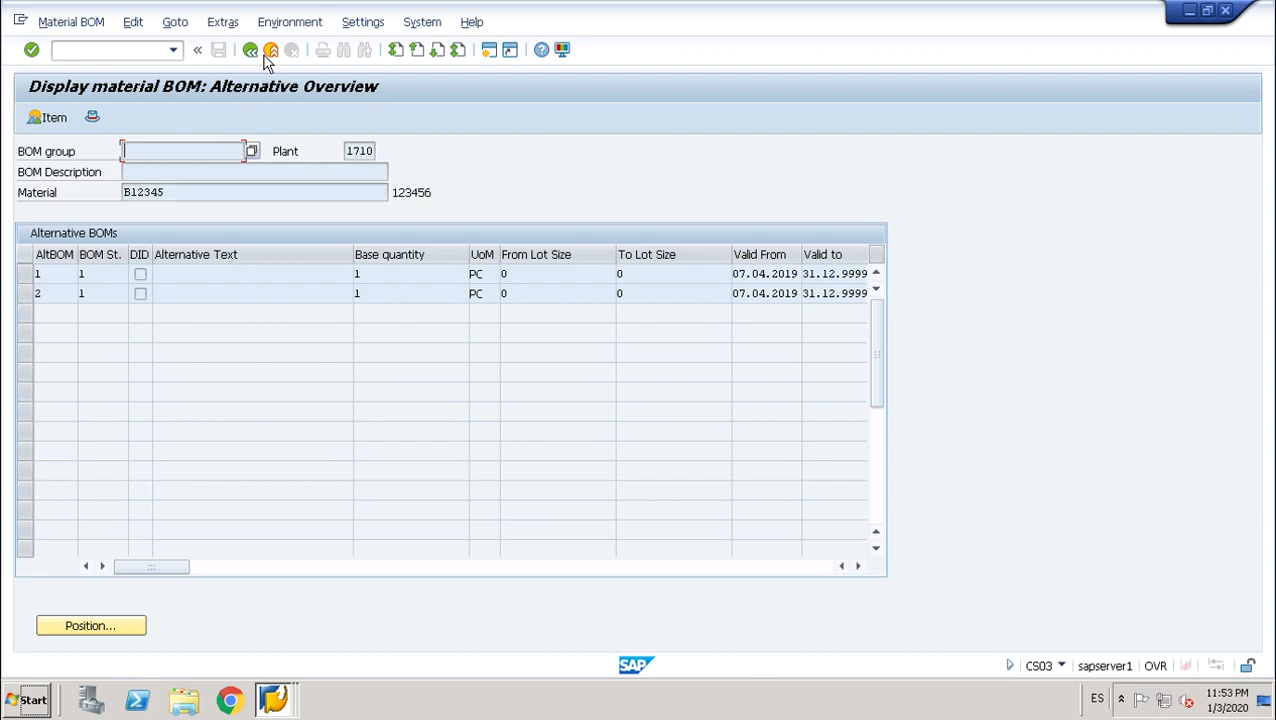 Material BOM Edit Goto Extras Environment Settings System Help
Display material BOM: Alternative Overview
Item
BOM group Plant 1710
BOM Description
Material B12345 123456
Alternative BOMs
AltBOM BOM St. DID Alternative Text Base quantity UoM From Lot Size To Lot Size Valid From Valid to
1 1 1 PC 0 0 07.04.2019 31.12.9999
2 1 1 PC 0 0 07.04.2019 31.12.9999
Position...
SAP CS03 sapserver1 OVR
Start ES 11:53 PM
1/3/2020